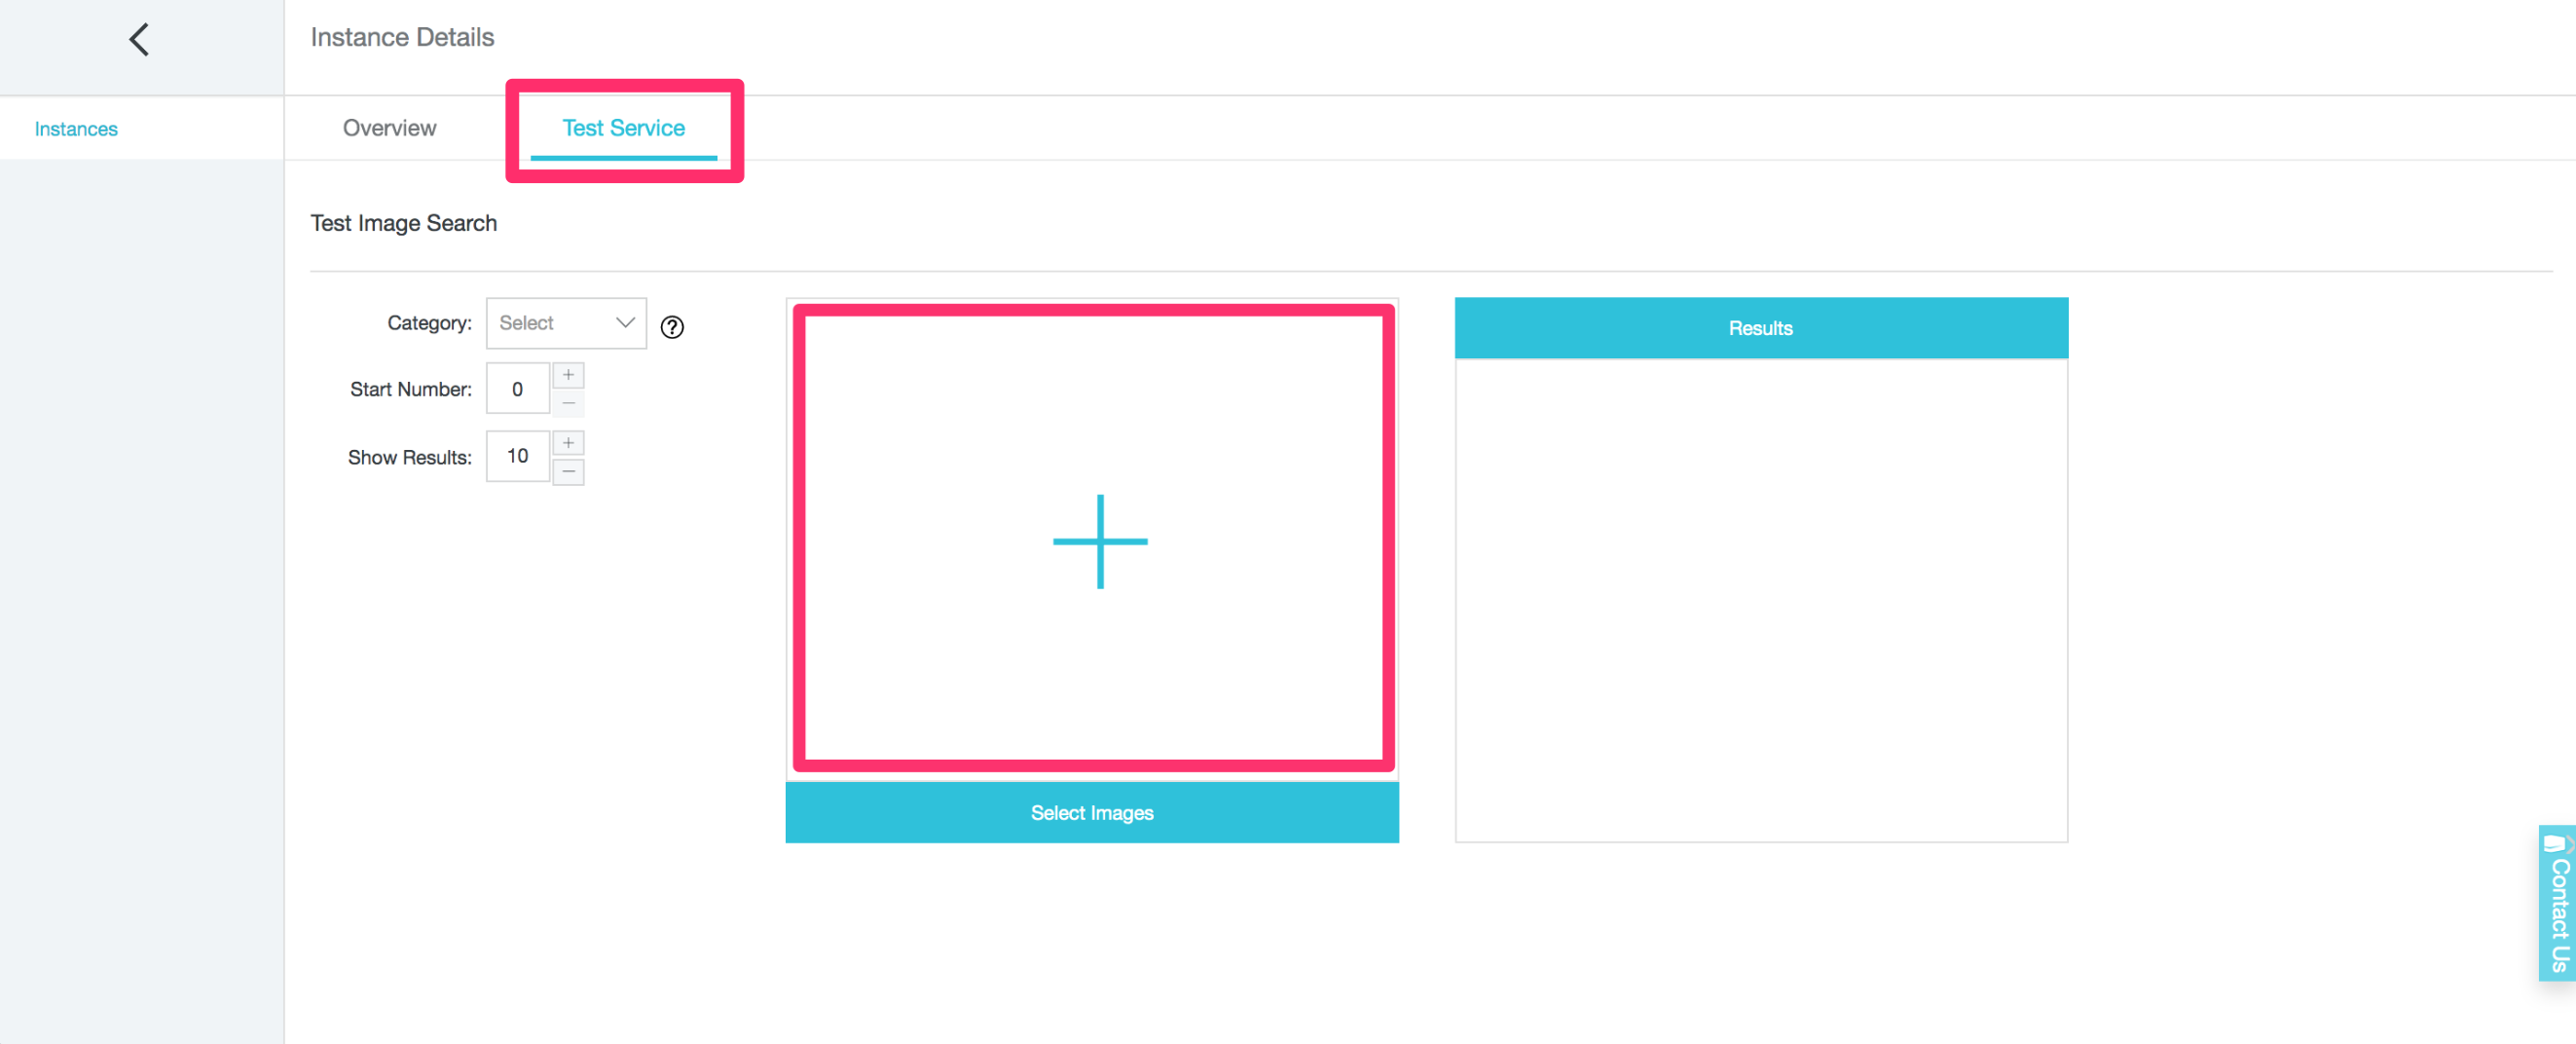 Instance Details
Instances
Overview
Test Service
Test Image Search
Category:
Select
?
Start Number:
0
+
−
Show Results:
10
+
−
Select Images
Results
Contact Us